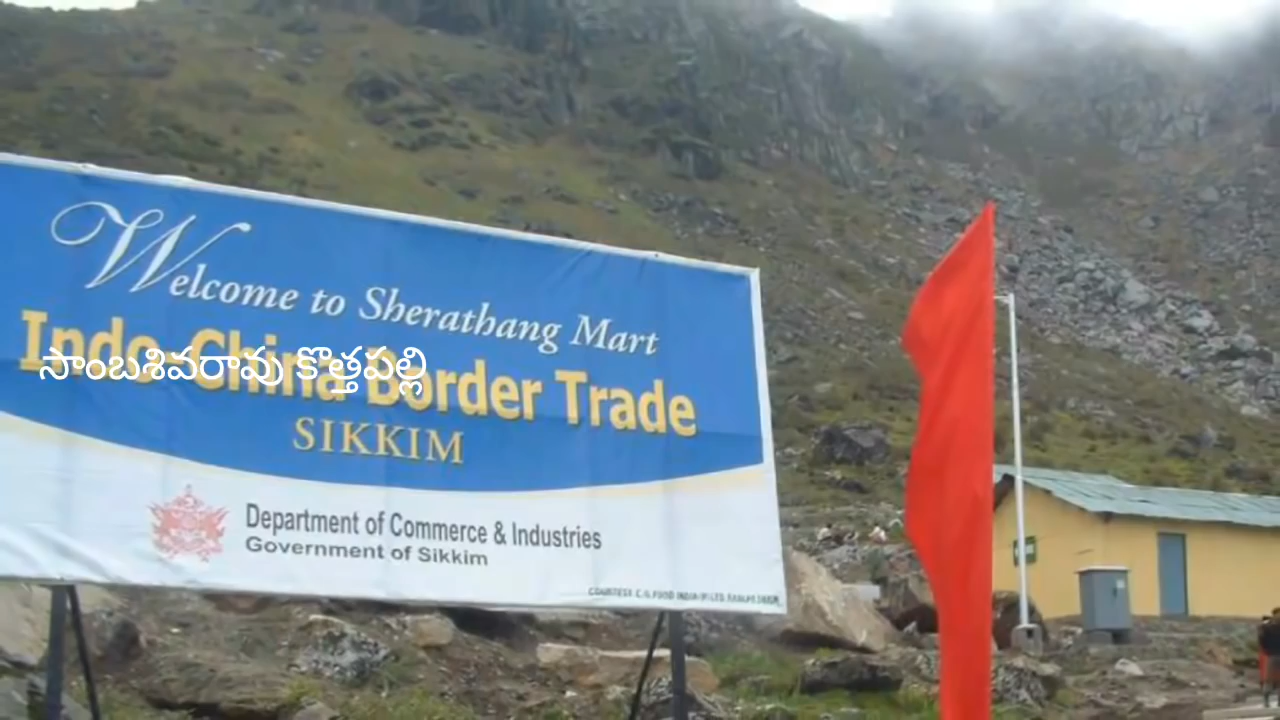 Welcome to Sherathang Mart
Indo-China Border Trade
సాంబశివరావు కొత్తపల్లి
SIKKIM
Department of Commerce & Industries
Government of Sikkim